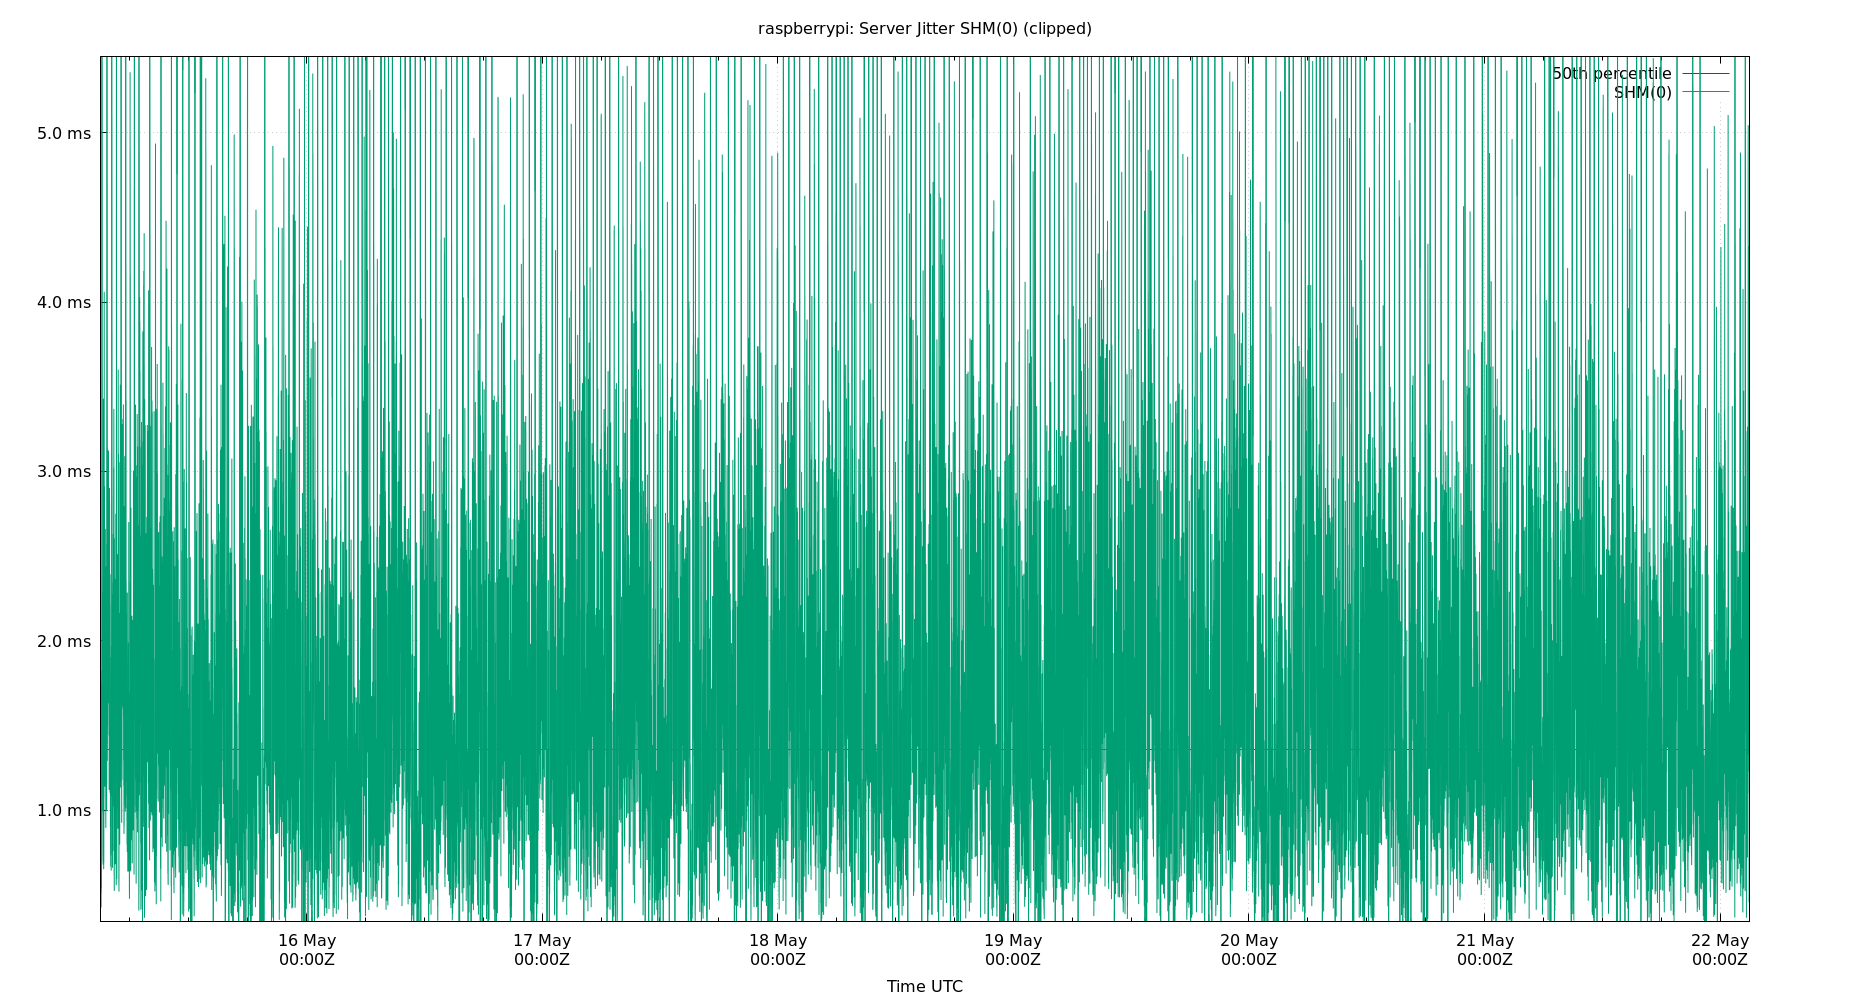 raspberrypi: Server Jitter SHM(0) (clipped)
50th percentile
SHM(0)
5.0 ms
4.0 ms
3.0 ms
2.0 ms
1.0 ms
16 May 17 May 18 May 19 May 20 May 21 May 22 May
00:00Z 00:00Z 00:00Z 00:00Z 00:00Z 00:00Z 00:00Z
Time UTC